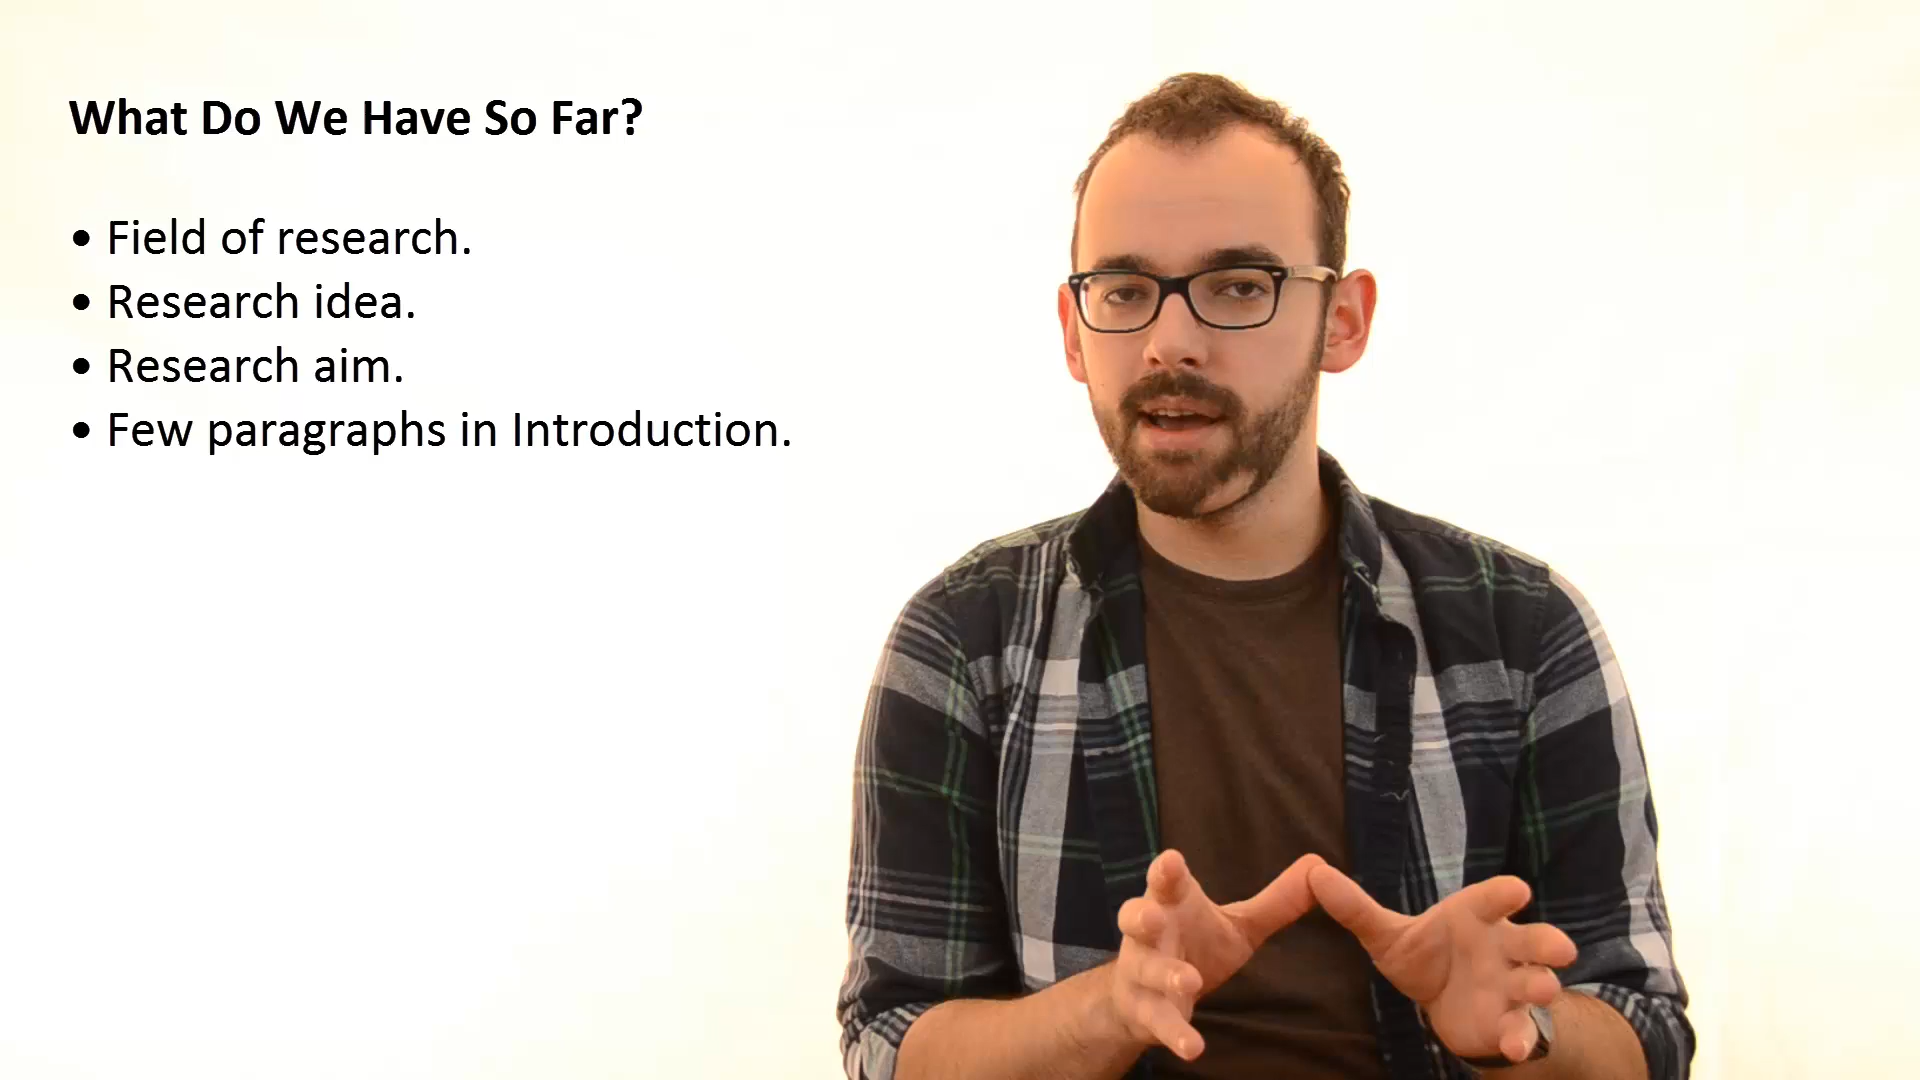 What Do We Have So Far?
• Field of research.
• Research idea.
• Research aim.
• Few paragraphs in Introduction.